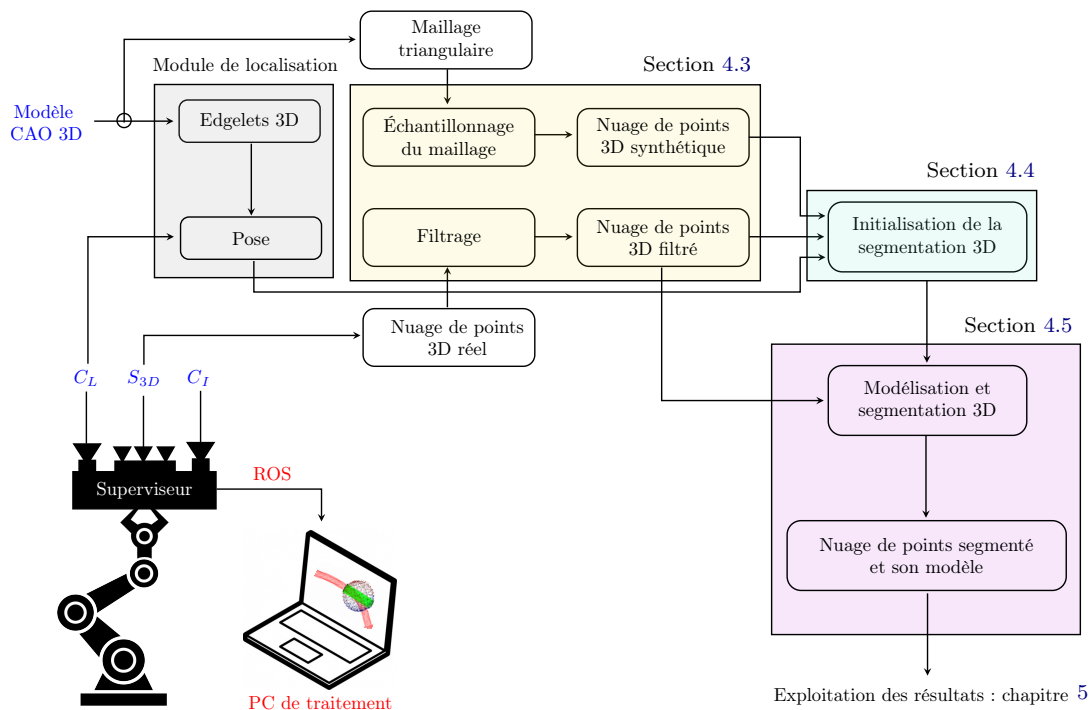 Maillage
triangulaire
Module de localisation
Section 4.3
Modèle
CAO 3D
Edgelets 3D
Échantillonnage
du maillage
Nuage de points
3D synthétique
Section 4.4
Pose
Filtrage
Nuage de points
3D filtré
Initialisation de la
segmentation 3D
Nuage de points
3D réel
Section 4.5
C_L
S_{3D}
C_I
Modélisation et
segmentation 3D
Superviseur
ROS
Nuage de points segmenté
et son modèle
PC de traitement
Exploitation des résultats : chapitre 5